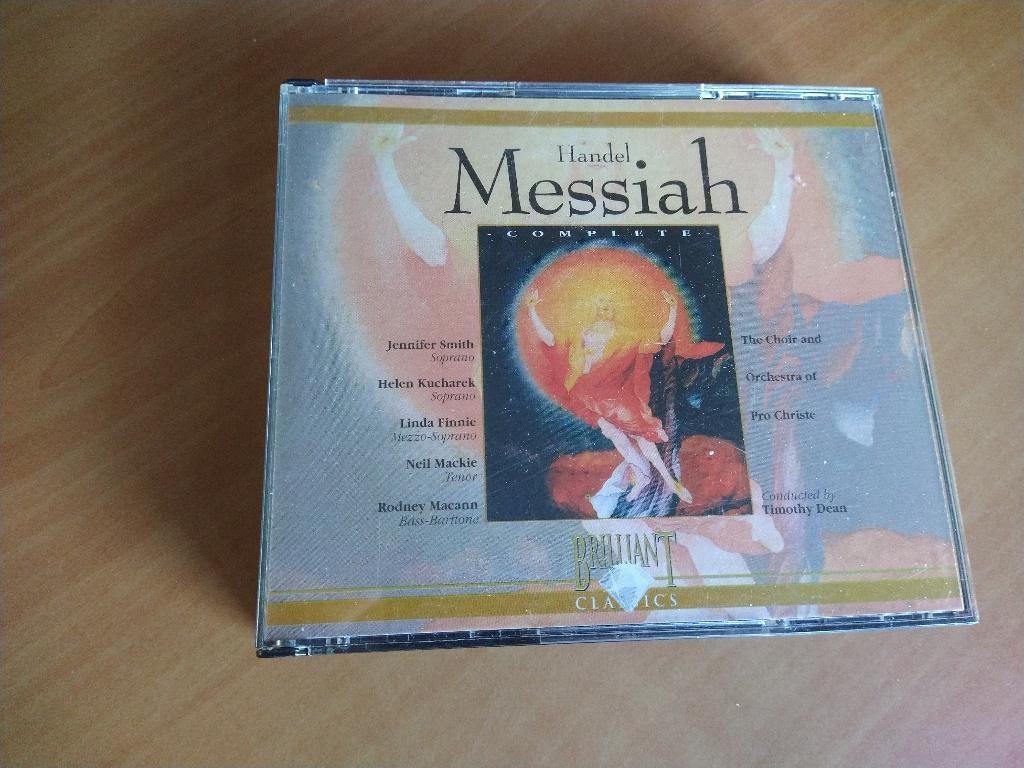 Handel
Messiah
COMPLETE
Jennifer Smith
Soprano
Helen Kucharek
Soprano
Linda Finnie
Mezzo-Soprano
Neil Mackie
Tenor
Rodney Macann
Bass-Baritone
The Choir and
Orchestra of
Pro Christe
Conducted by
Timothy Dean
BRILLIANT
CLASSICS